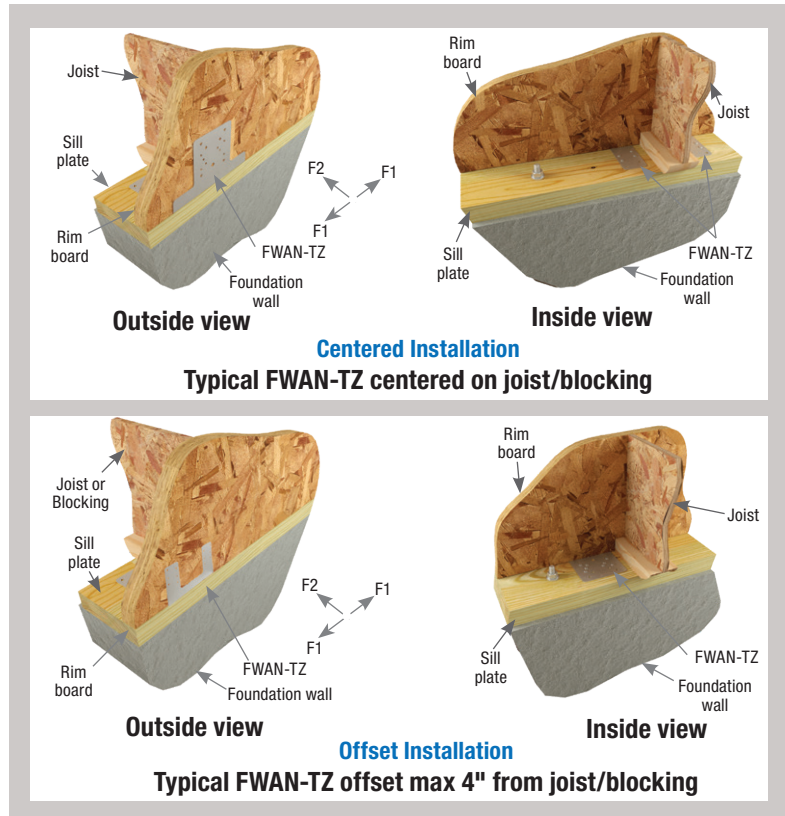 Joist
Sill
plate
Rim
board
F2
F1
F1
FWAN-TZ
Foundation
wall
Outside view
Rim
board
Joist
Sill
plate
FWAN-TZ
Foundation
wall
Inside view
Centered Installation
Typical FWAN-TZ centered on joist/blocking
Joist or
Blocking
Sill
plate
Rim
board
F2
F1
F1
FWAN-TZ
Foundation wall
Outside view
Rim
board
Joist
Sill
plate
FWAN-TZ
Foundation
wall
Inside view
Offset Installation
Typical FWAN-TZ offset max 4" from joist/blocking